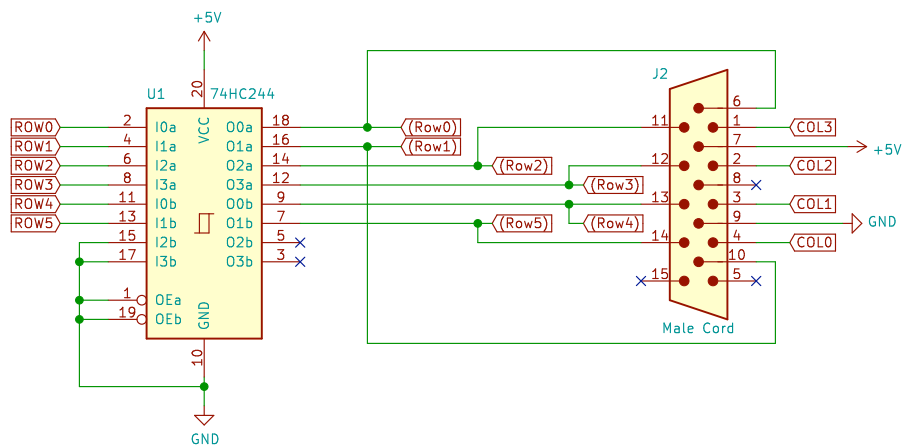 +5V
U1 74HC244
20
VCC
ROW0 2 I0a O0a 18 (Row0)
ROW1 4 I1a O1a 16 (Row1)
ROW2 6 I2a O2a 14 (Row2)
ROW3 8 I3a O3a 12 (Row3)
ROW4 11 I0b O0b 9 (Row4)
ROW5 13 I1b O1b 7 (Row5)
15 I2b O2b 5
17 I3b O3b 3
1 OEa
19 OEb
GND
10
GND
J2
6
11 1 COL3
7 +5V
12 2 COL2
8
13 3 COL1
9 GND
14 4 COL0
10
15 5
Male Cord